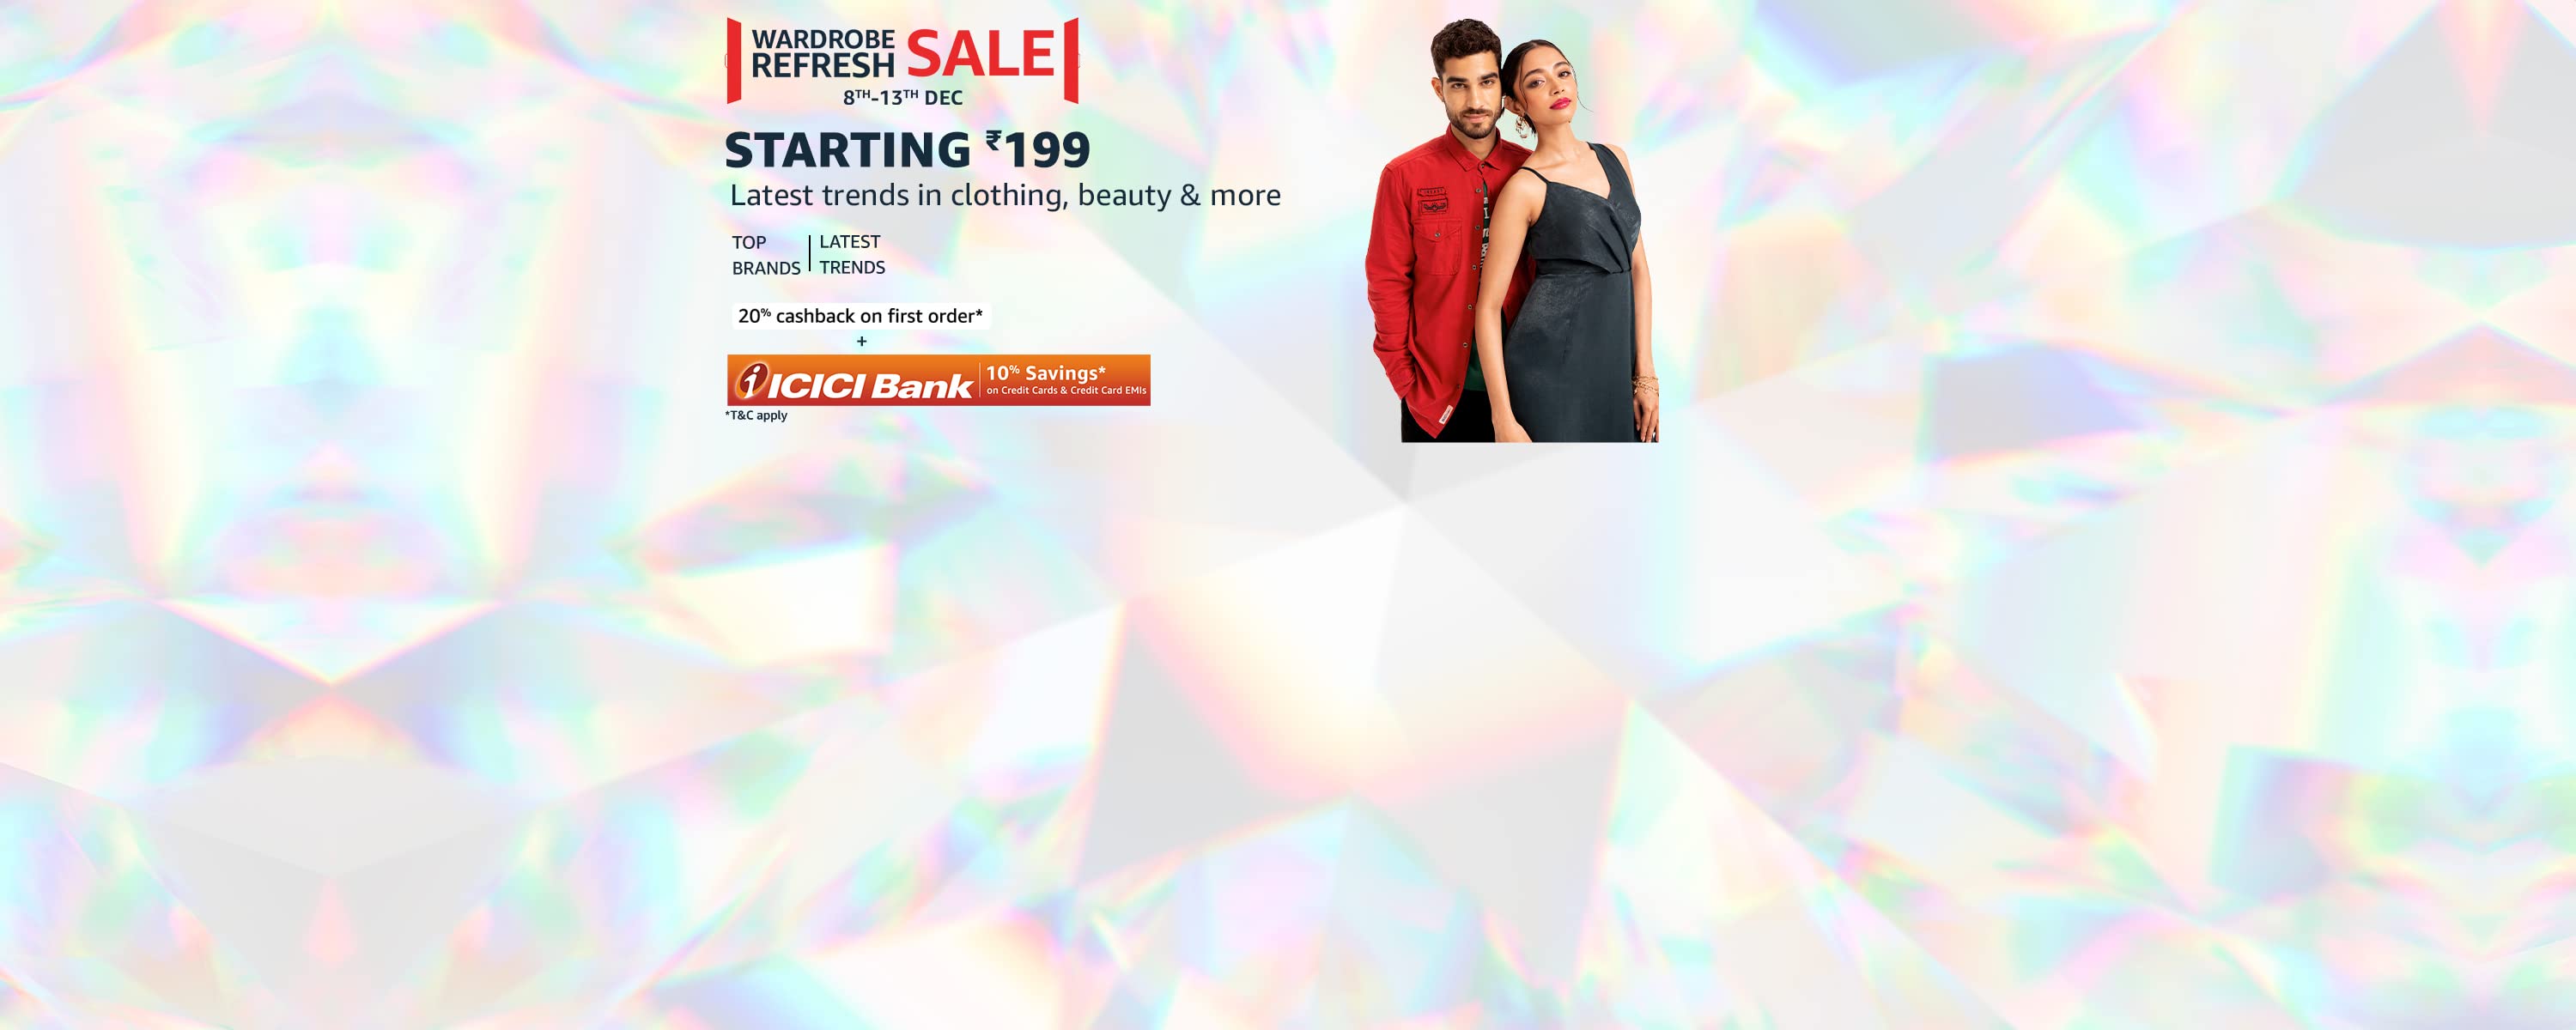 WARDROBE
REFRESH SALE
8TH-13TH DEC
STARTING ₹199
Latest trends in clothing, beauty & more
TOP
BRANDS
LATEST
TRENDS
20% cashback on first order*
+
ICICI Bank
10% Savings*
on Credit Cards & Credit Card EMIs
*T&C apply